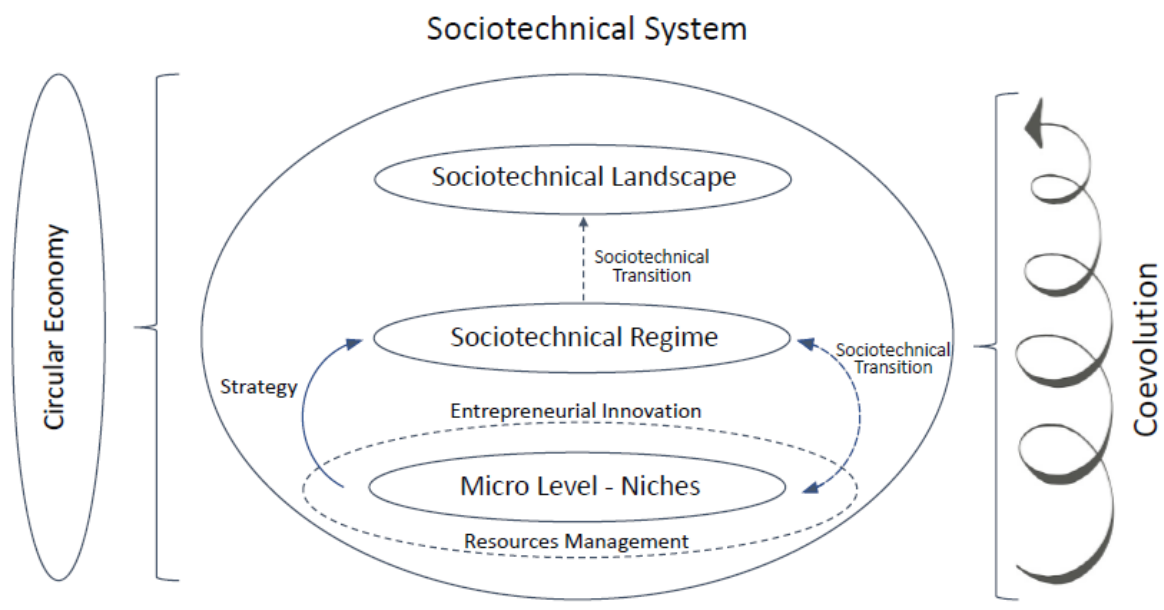 Sociotechnical System
Circular Economy
Sociotechnical Landscape
Sociotechnical
Transition
Sociotechnical Regime
Sociotechnical
Transition
Strategy
Entrepreneurial Innovation
Micro Level - Niches
Resources Management
Coevolution